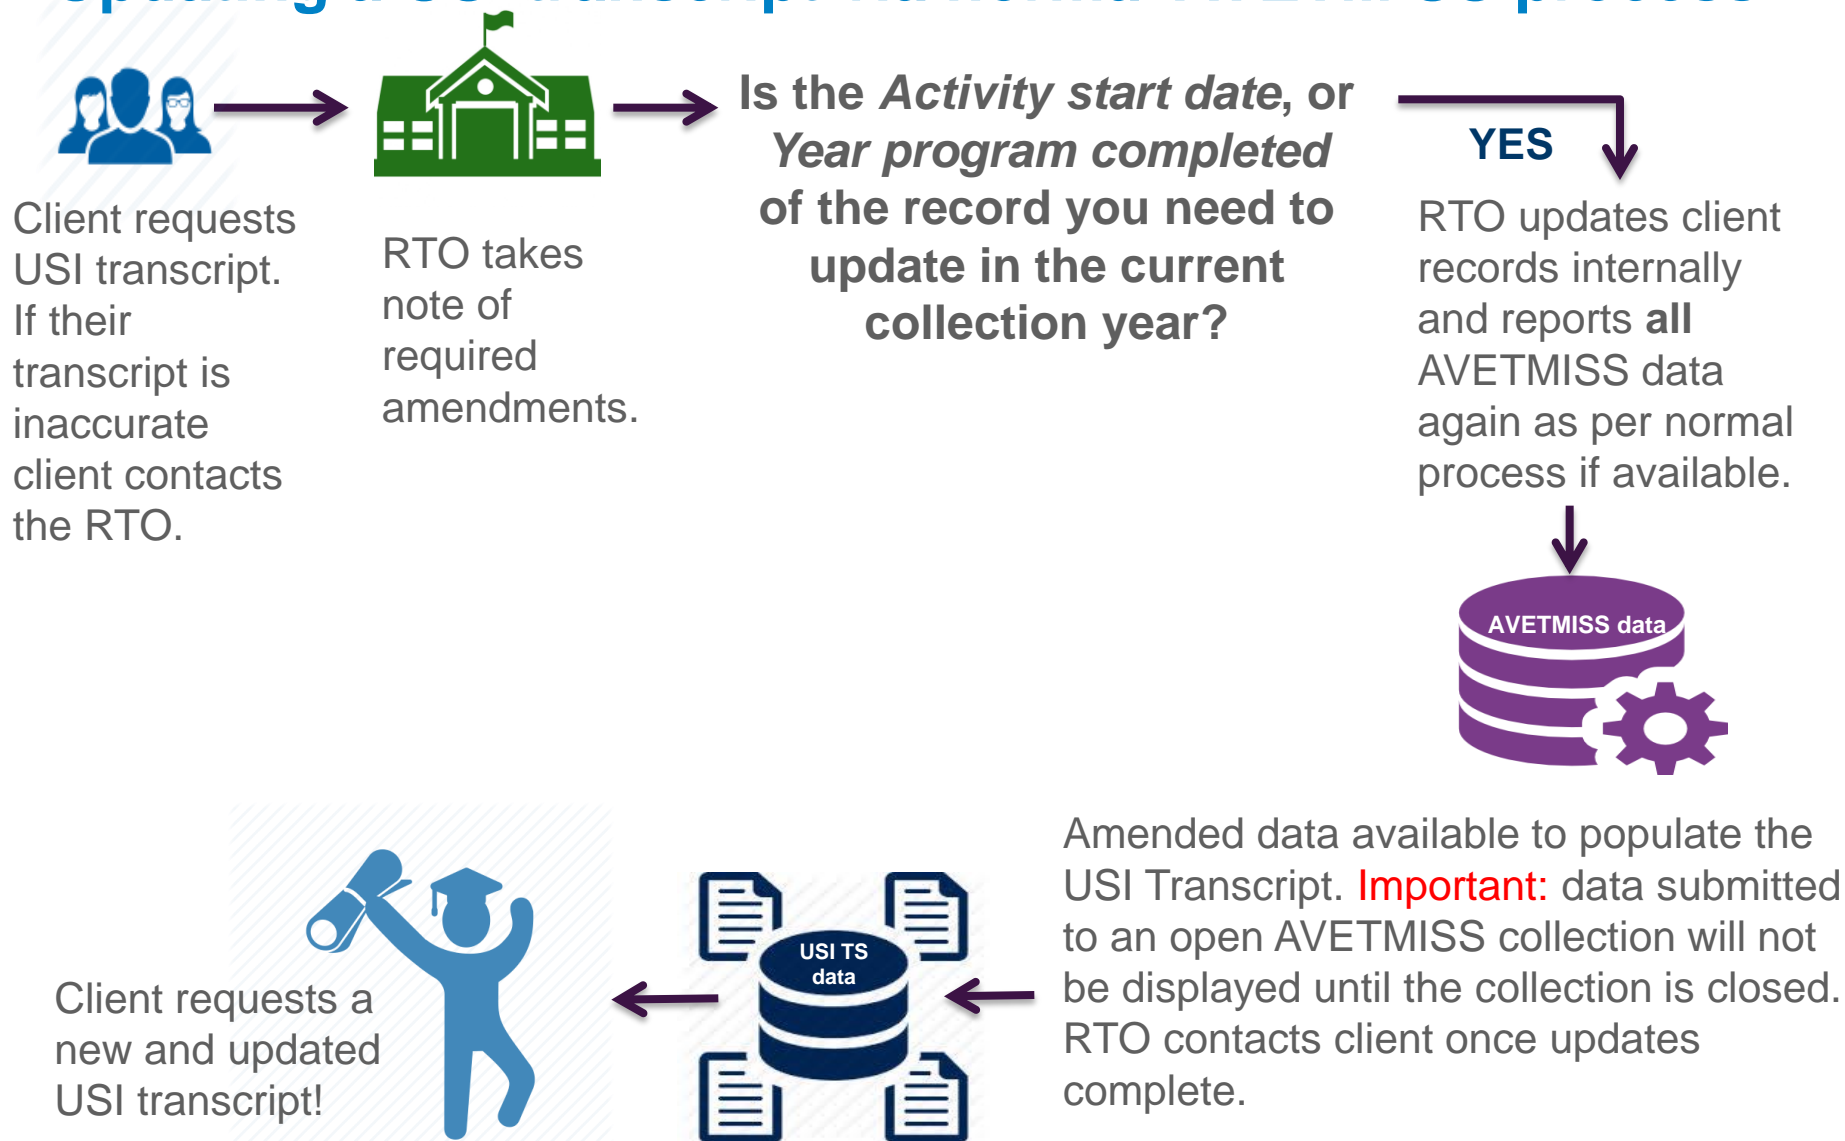 Client requests
USI transcript.
If their
transcript is
inaccurate
client contacts
the RTO.
RTO takes
note of
required
amendments.
Is the Activity start date, or
Year program completed
of the record you need to
update in the current
collection year?
YES
RTO updates client
records internally
and reports all
AVETMISS data
again as per normal
process if available.
AVETMISS data
Amended data available to populate the
USI Transcript. Important: data submitted
to an open AVETMISS collection will not
be displayed until the collection is closed.
RTO contacts client once updates
complete.
USI TS
data
Client requests a
new and updated
USI transcript!